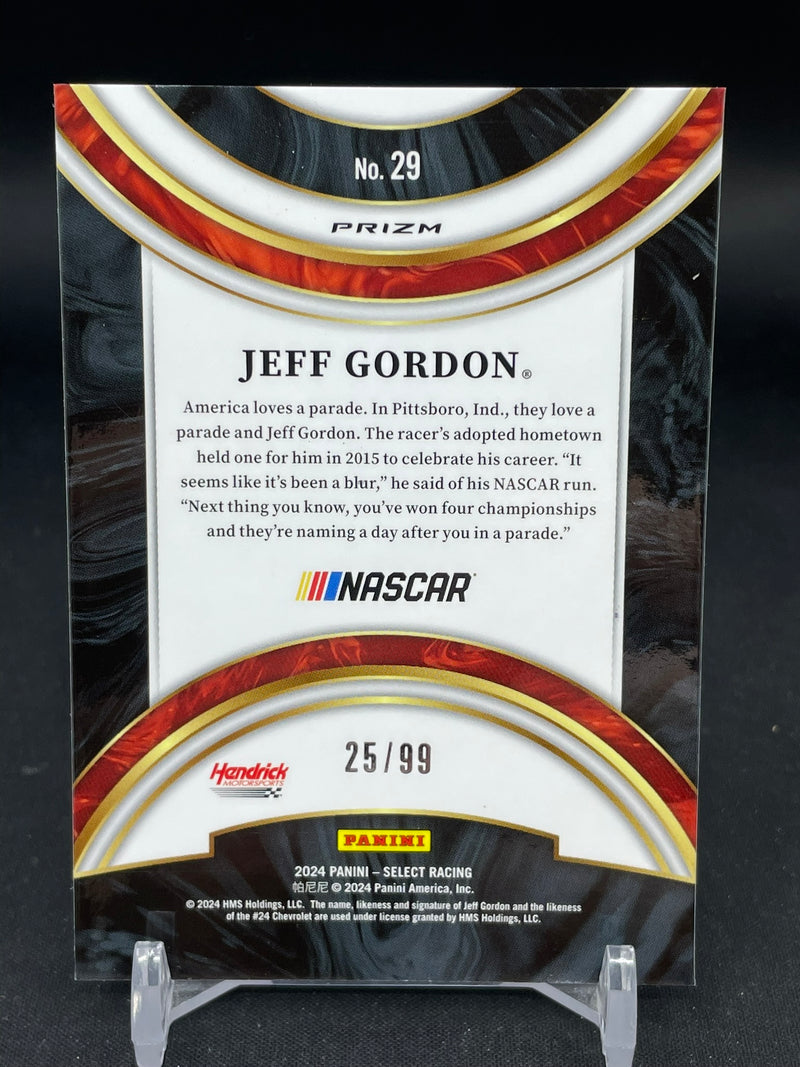 No. 29
PRIZM
JEFF GORDON®
America loves a parade. In Pittsboro, Ind., they love a
parade and Jeff Gordon. The racer's adopted hometown
held one for him in 2015 to celebrate his career. “It
seems like it's been a blur,” he said of his NASCAR run.
“Next thing you know, you've won four championships
and they're naming a day after you in a parade.”
NASCAR
25/99
Hendrick
MOTORSPORTS
PANINI
2024 PANINI – SELECT RACING
帕尼尼 © 2024 Panini America, Inc.
© 2024 HMS Holdings, LLC. The name, likeness and signature of Jeff Gordon and the likeness
of the #24 Chevrolet are used under license granted by HMS Holdings, LLC.